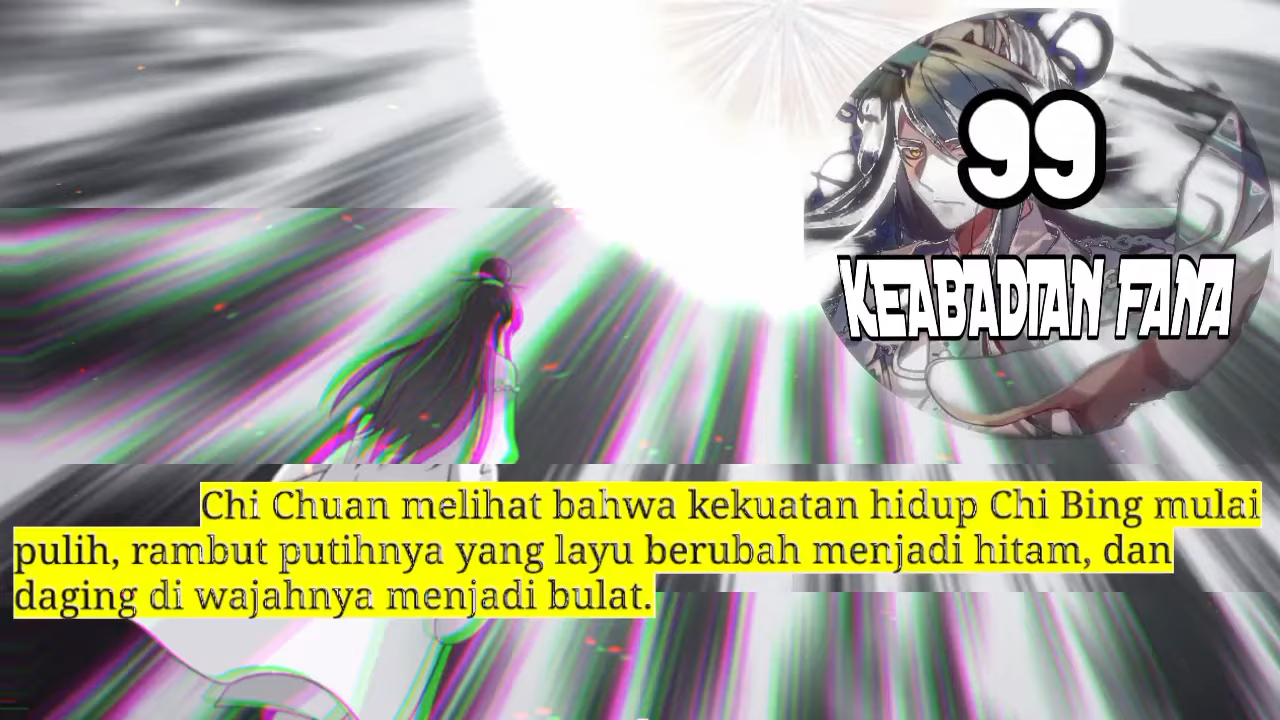 99
KEABADIAN FANA
Chi Chuan melihat bahwa kekuatan hidup Chi Bing mulai
pulih, rambut putihnya yang layu berubah menjadi hitam, dan
daging di wajahnya menjadi bulat.